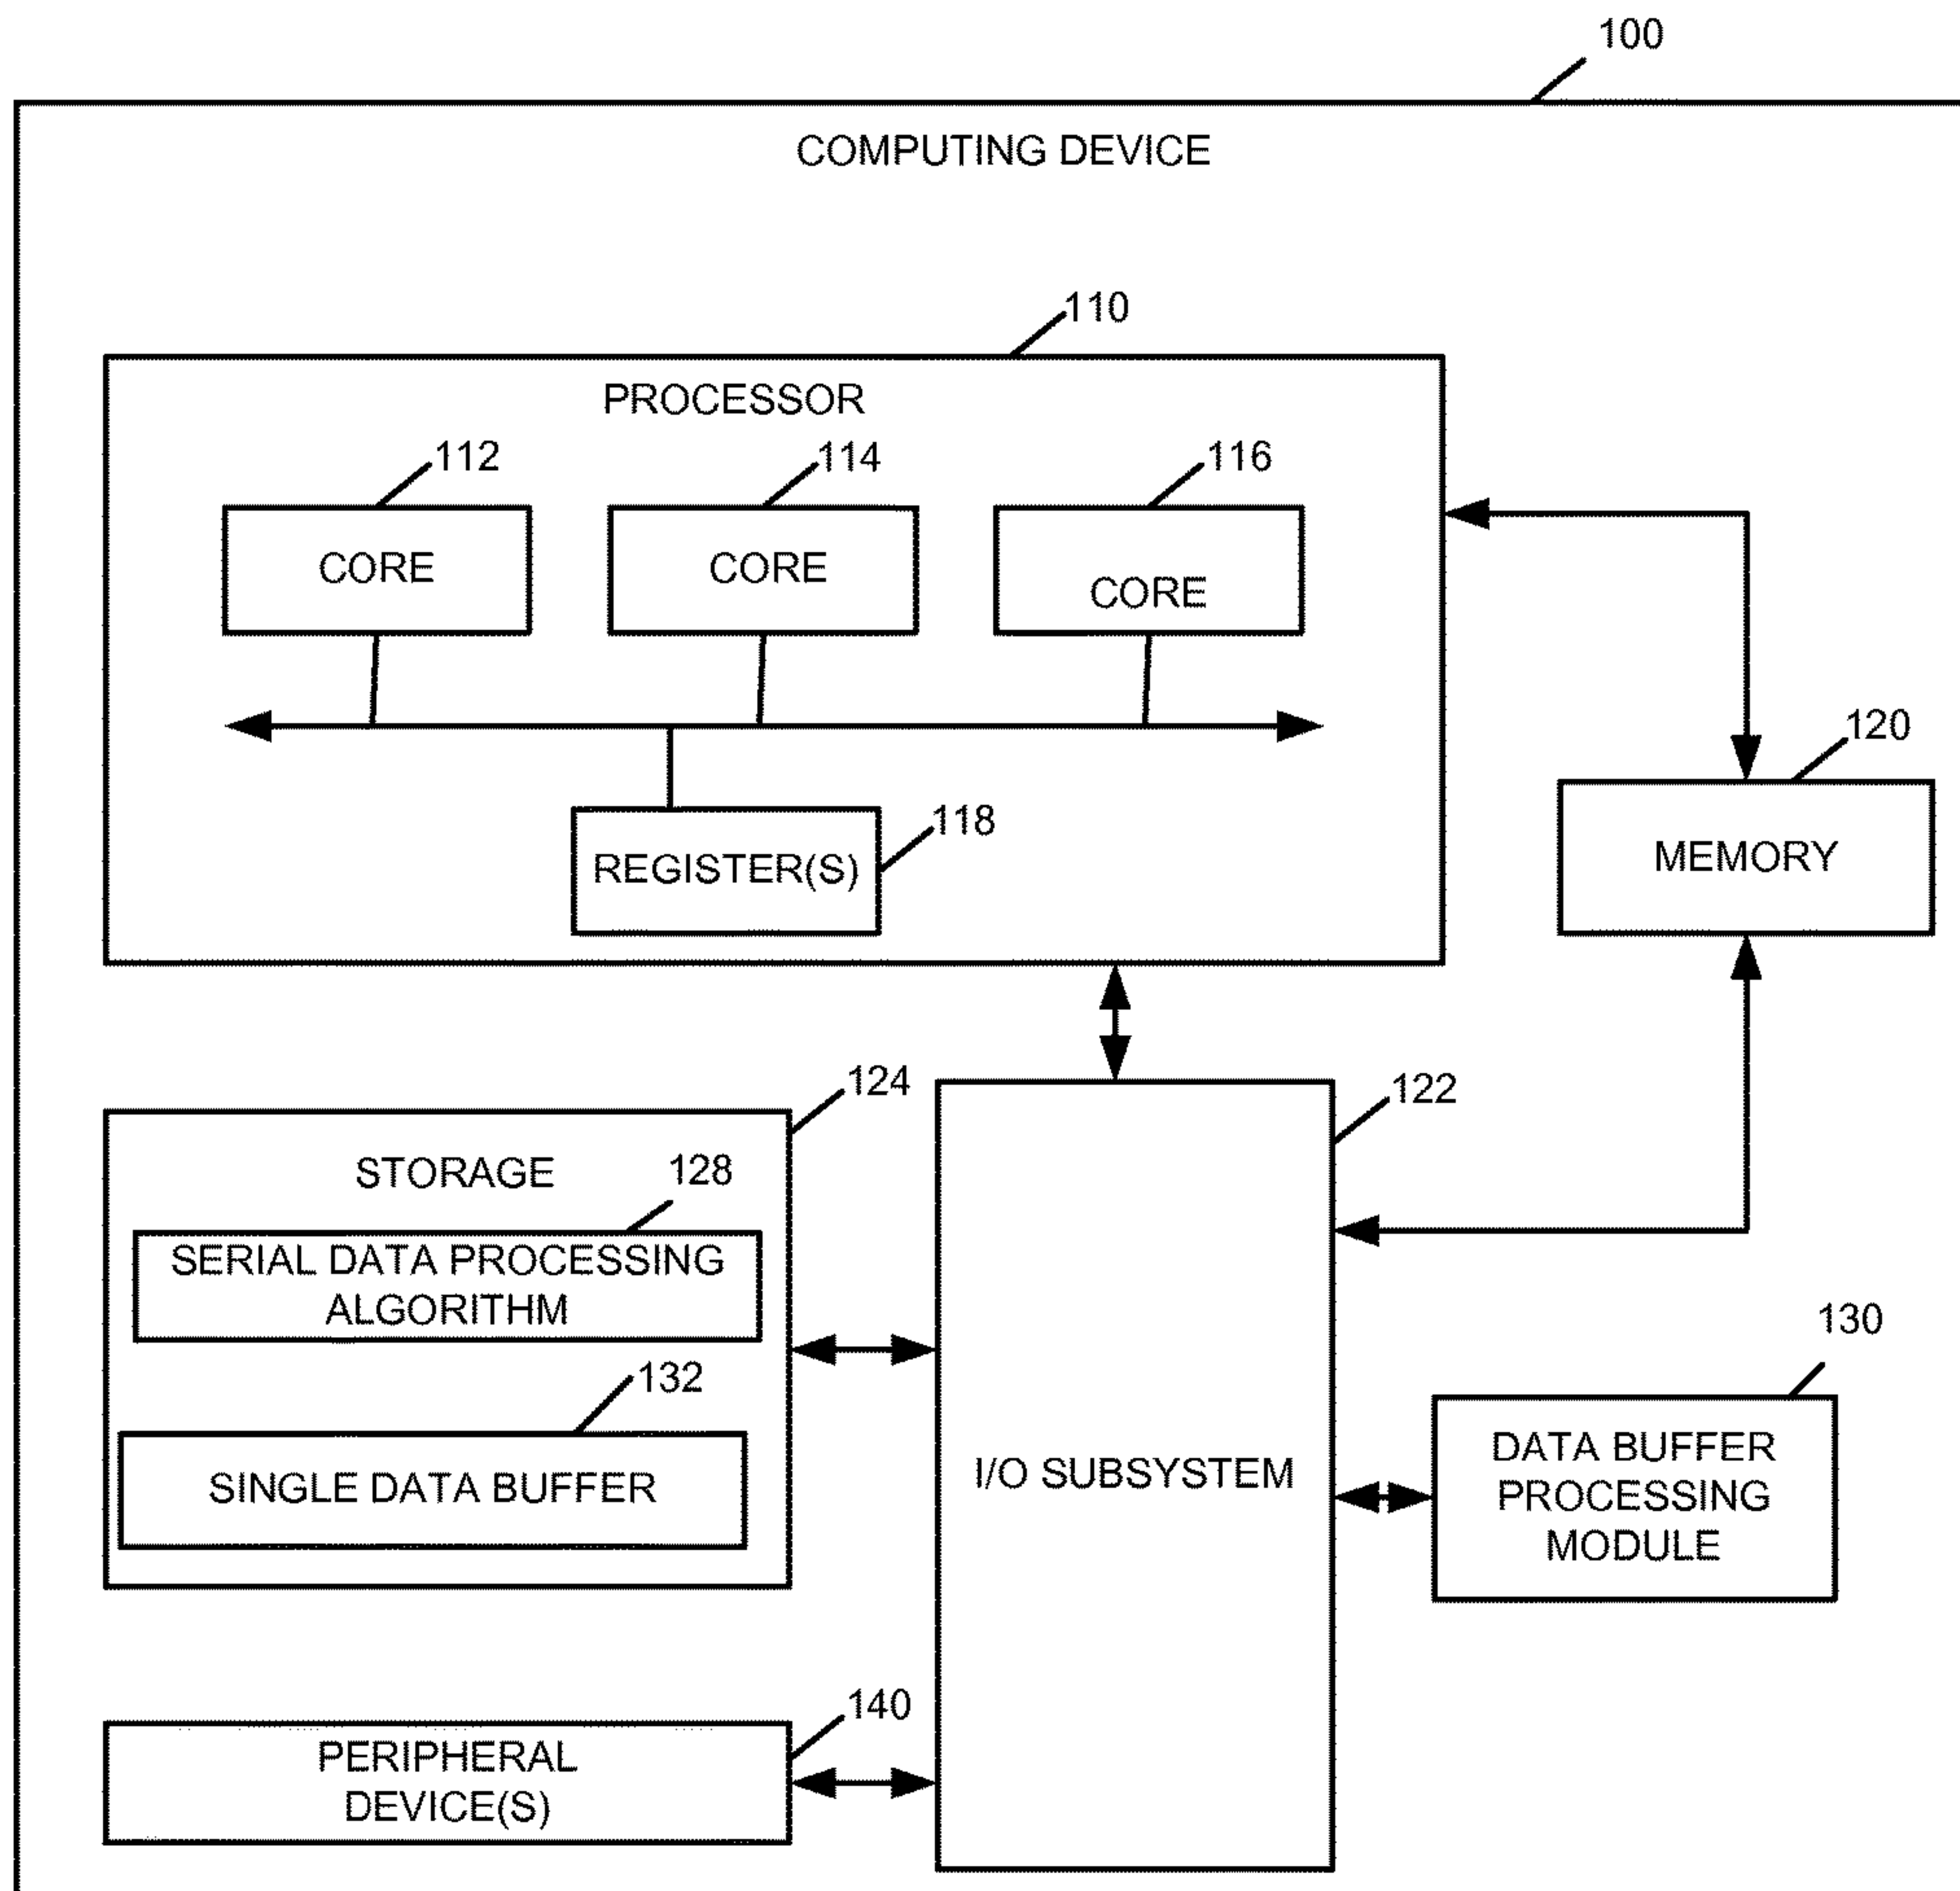 100
COMPUTING DEVICE
110
PROCESSOR
112
114
116
CORE
CORE
CORE
120
118
REGISTER(S)
MEMORY
124
122
STORAGE
128
SERIAL DATA PROCESSING
ALGORITHM
130
132
SINGLE DATA BUFFER
I/O SUBSYSTEM
DATA BUFFER
PROCESSING
MODULE
140
PERIPHERAL
DEVICE(S)